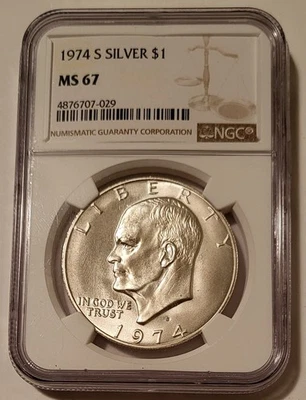 1974 S SILVER $1
MS 67
4876707-029
NUMISMATIC GUARANTY CORPORATION
NGC
LIBERTY
IN GOD WE
TRUST
S
1974